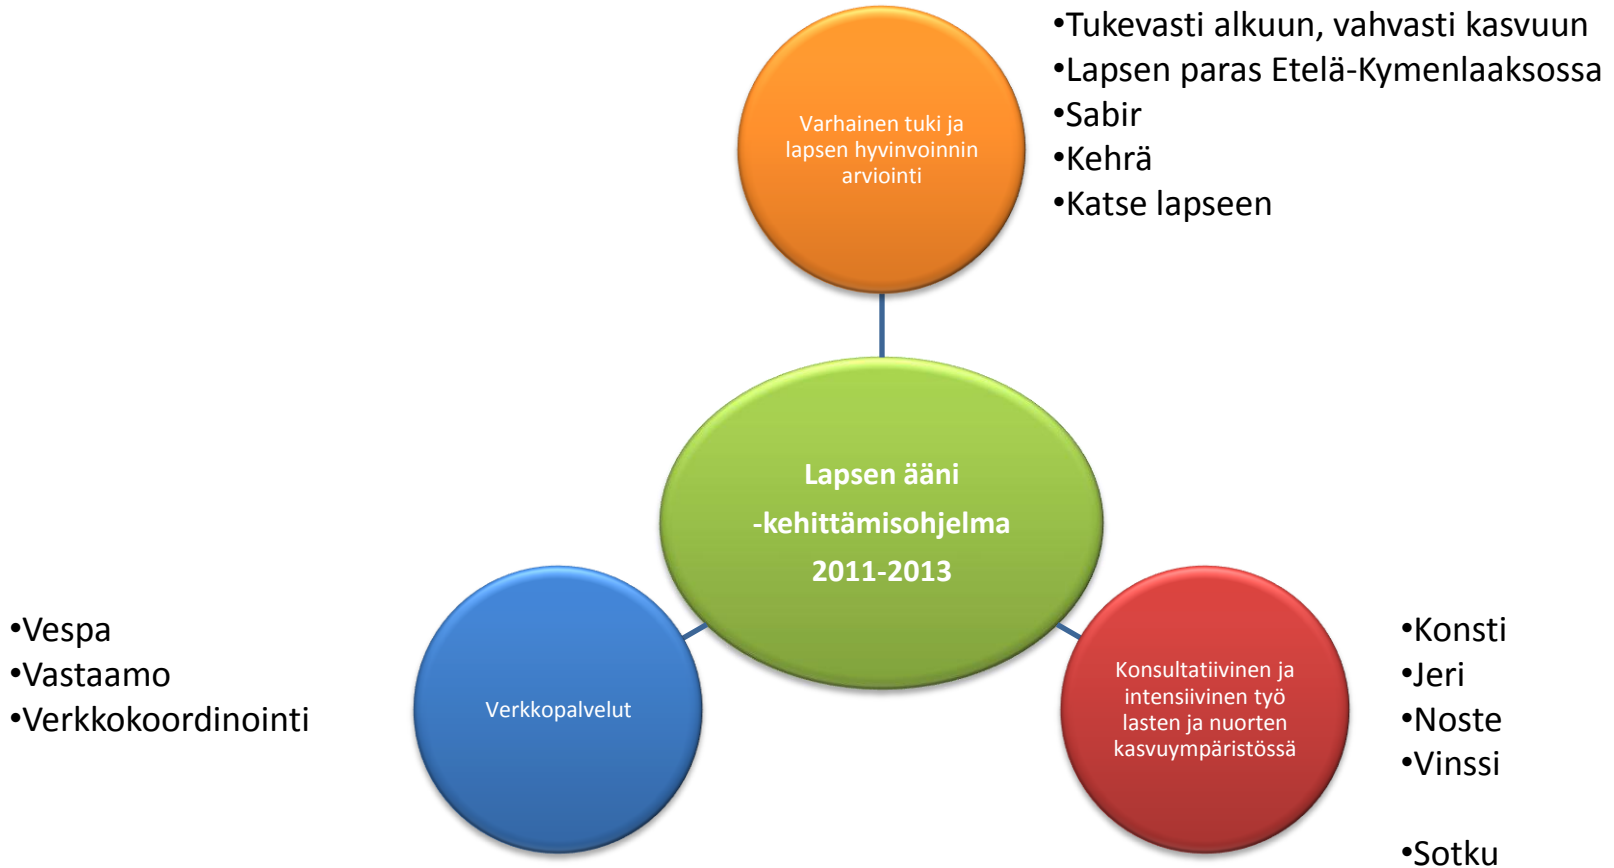 •Tukevasti alkuun, vahvasti kasvuun
•Lapsen paras Etelä-Kymenlaaksossa
•Sabir
•Kehrä
•Katse lapseen
Varhainen tuki ja
lapsen hyvinvoinnin
arviointi
Lapsen ääni
-kehittämisohjelma
2011-2013
•Vespa
•Vastaamo
•Verkkokoordinointi
Verkkopalvelut
Konsultatiivinen ja
intensiivinen työ
lasten ja nuorten
kasvuympäristössä
•Konsti
•Jeri
•Noste
•Vinssi
•Sotku